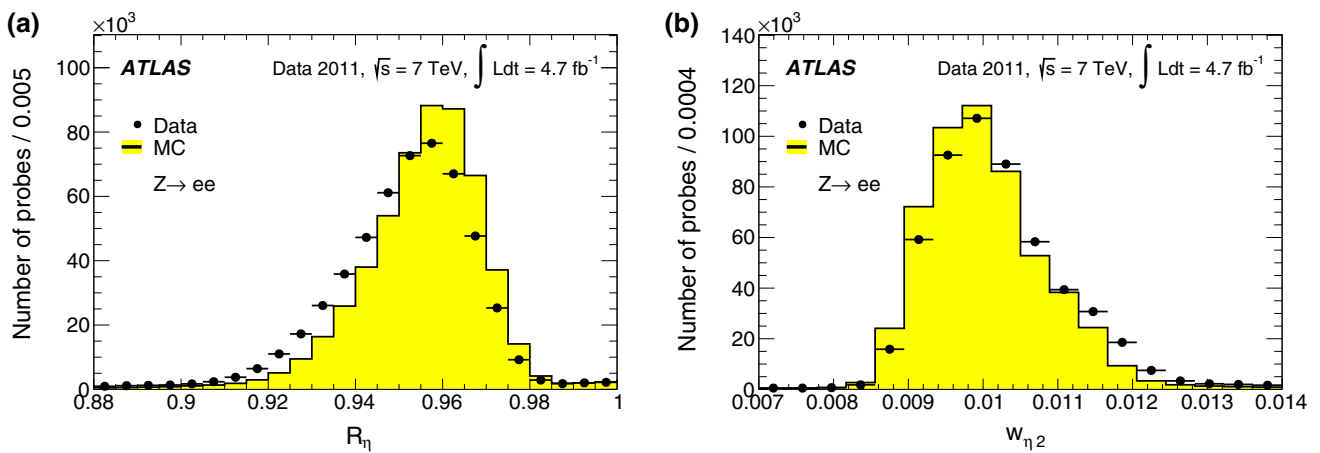 (a)
×10³
Number of probes / 0.005
100
80
60
40
20
0
ATLAS
Data 2011, √s = 7 TeV, ∫ Ldt = 4.7 fb⁻¹
Data
MC
Z→ ee
0.88 0.9 0.92 0.94 0.96 0.98 1
Rη
(b)
×10³
Number of probes / 0.0004
140
120
100
80
60
40
20
0
ATLAS
Data 2011, √s = 7 TeV, ∫ Ldt = 4.7 fb⁻¹
Data
MC
Z→ ee
0.007 0.008 0.009 0.01 0.011 0.012 0.013 0.014
wη 2